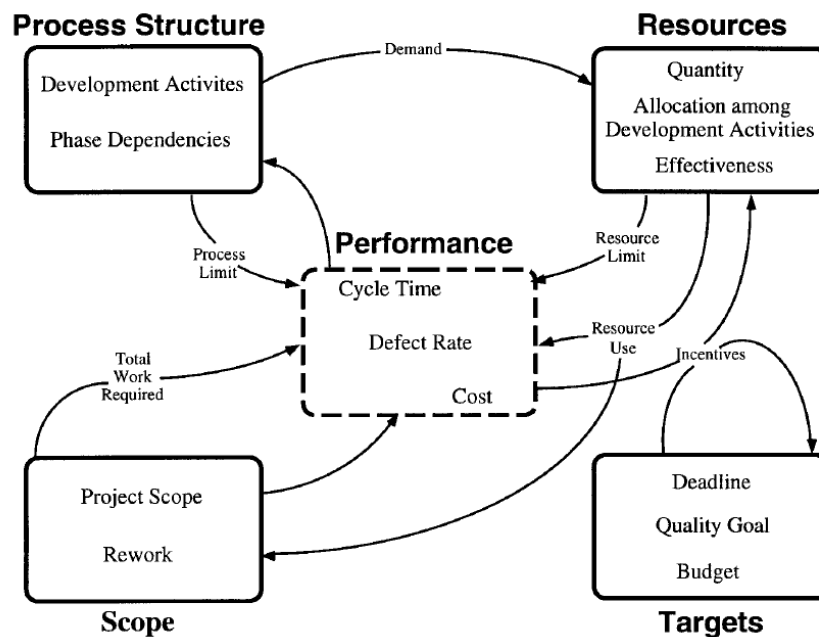 Process Structure
Resources
Demand
Development Activites
Phase Dependencies
Quantity
Allocation among
Development Activities
Effectiveness
Process
Limit
Performance
Resource
Limit
Cycle Time
Defect Rate
Cost
Resource
Use
Incentives
Total
Work
Required
Project Scope
Rework
Scope
Deadline
Quality Goal
Budget
Targets